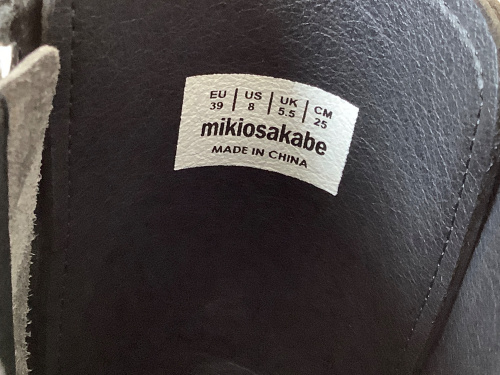 EU | US | UK | CM
39 | 8 | 5.5 | 25
mikiosakabe
MADE IN CHINA